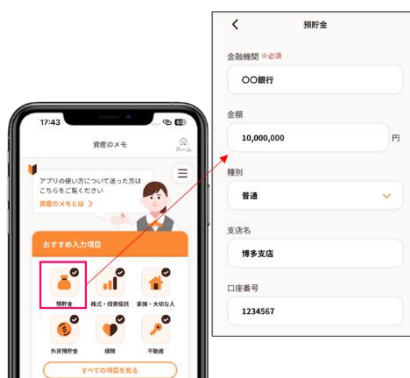 17:43
資産のメモ
ホーム
アプリの使い方について迷った方は
こちらをご覧ください
資産のメモとは >
おすすめ入力項目
預貯金
株式・投資信託
家族・大切な人
外貨預貯金
保険
不動産
すべての項目を見る
預貯金
金融機関 ※必須
〇〇銀行
金額
10,000,000
円
種別
普通
支店名
博多支店
口座番号
1234567